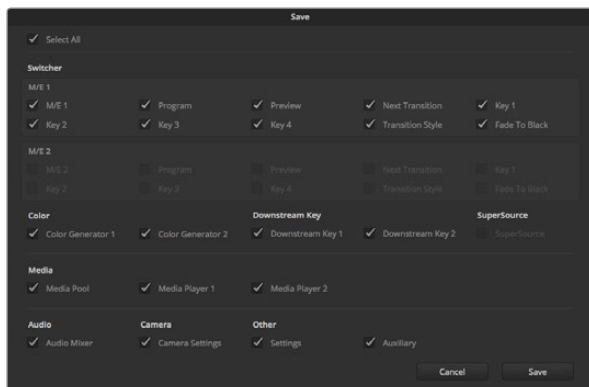 Save
Select All
Switcher
M/E 1
M/E 1 Program Preview Next Transition Key 1
Key 2 Key 3 Key 4 Transition Style Fade To Black
M/E 2
M/E 2 Program Preview Next Transition Key 1
Key 2 Key 3 Key 4 Transition Style Fade To Black
Color Downstream Key SuperSource
Color Generator 1 Color Generator 2 Downstream Key 1 Downstream Key 2 SuperSource
Media
Media Pool Media Player 1 Media Player 2
Audio Camera Other
Audio Mixer Camera Settings Settings Auxiliary
Cancel Save